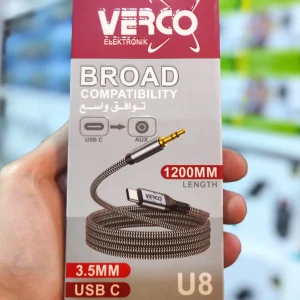 VERCO
ELEKTRONIK
BROAD
COMPATIBILITY
توافق واسع
USB C
AUX
1200MM
LENGTH
VERCO
3.5MM
USB C
U8